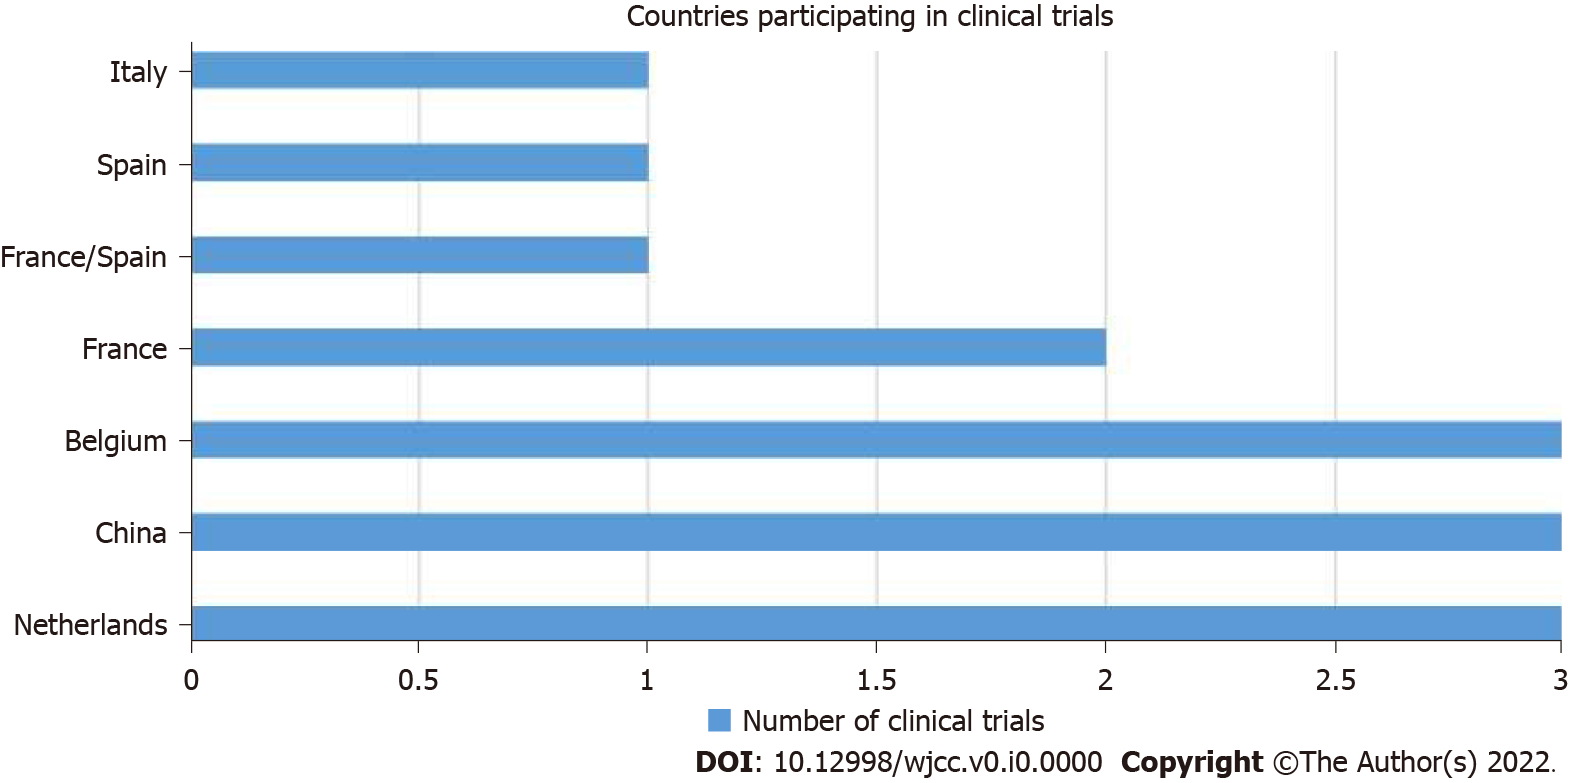 Countries participating in clinical trials
Italy
Spain
France/Spain
France
Belgium
China
Netherlands
0 0.5 1 1.5 2 2.5 3
Number of clinical trials
DOI: 10.12998/wjcc.v0.i0.0000 Copyright ©The Author(s) 2022.